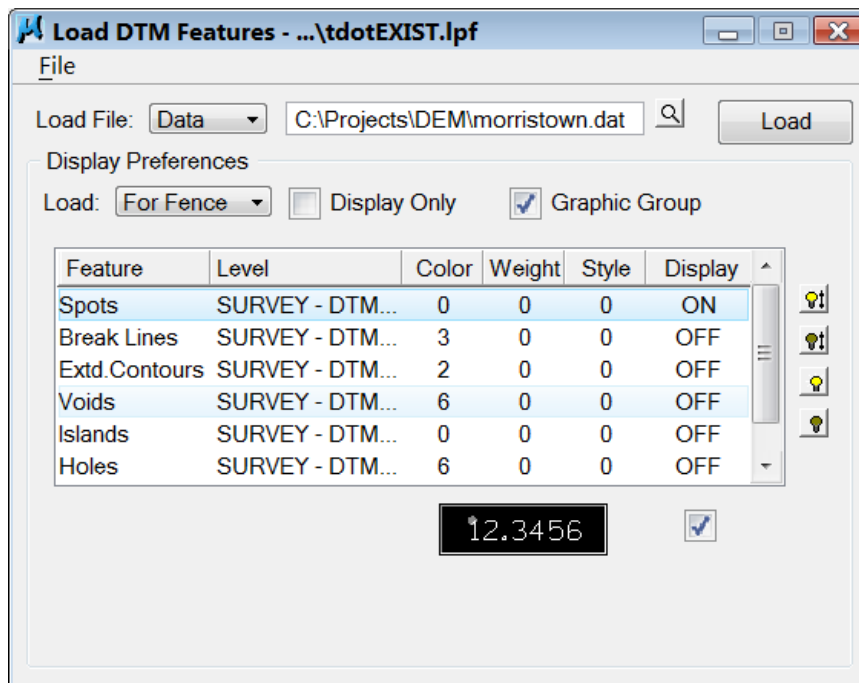 Load DTM Features - ...\tdotEXIST.lpf
File
Load File: Data C:\Projects\DEM\morristown.dat Load
Display Preferences
Load: For Fence Display Only Graphic Group
Feature Level Color Weight Style Display
Spots SURVEY - DTM... 0 0 0 ON
Break Lines SURVEY - DTM... 3 0 0 OFF
Extd.Contours SURVEY - DTM... 2 0 0 OFF
Voids SURVEY - DTM... 6 0 0 OFF
Islands SURVEY - DTM... 0 0 0 OFF
Holes SURVEY - DTM... 6 0 0 OFF
12.3456